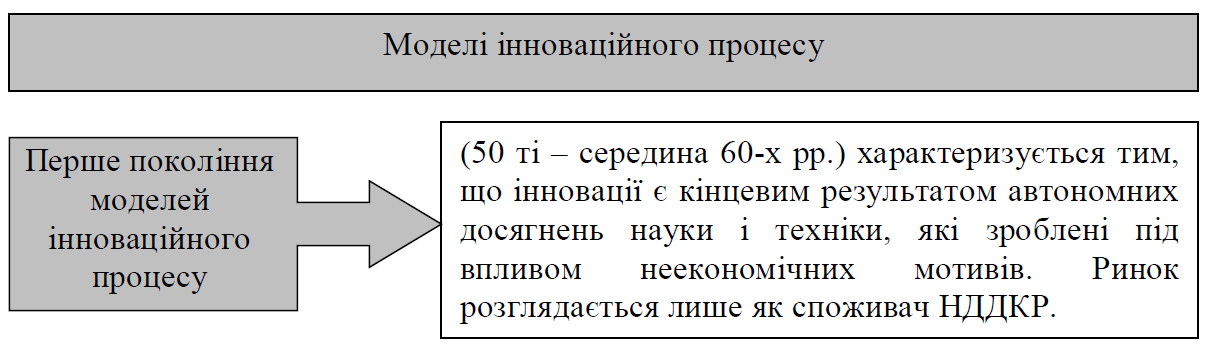 Моделі інноваційного процесу
Перше покоління
моделей
інноваційного
процесу
(50 ті – середина 60-х рр.) характеризується тим,
що інновації є кінцевим результатом автономних
досягнень науки і техніки, які зроблені під
впливом неекономічних мотивів. Ринок
розглядається лише як споживач НДДКР.